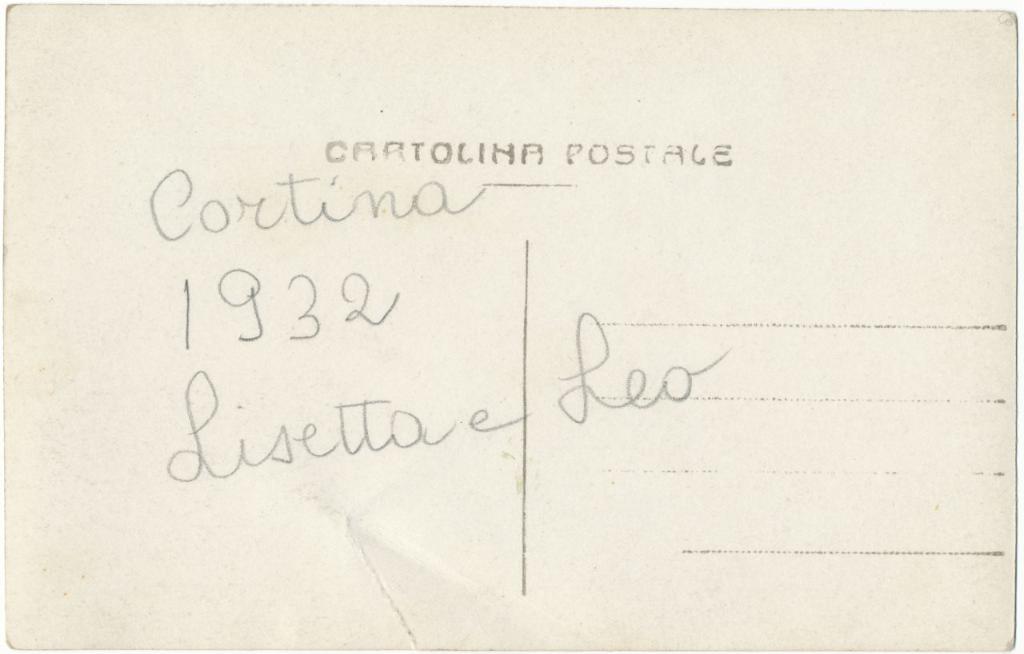 CARTOLINA POSTALE
Cortina
1932
Lisetta e Leo